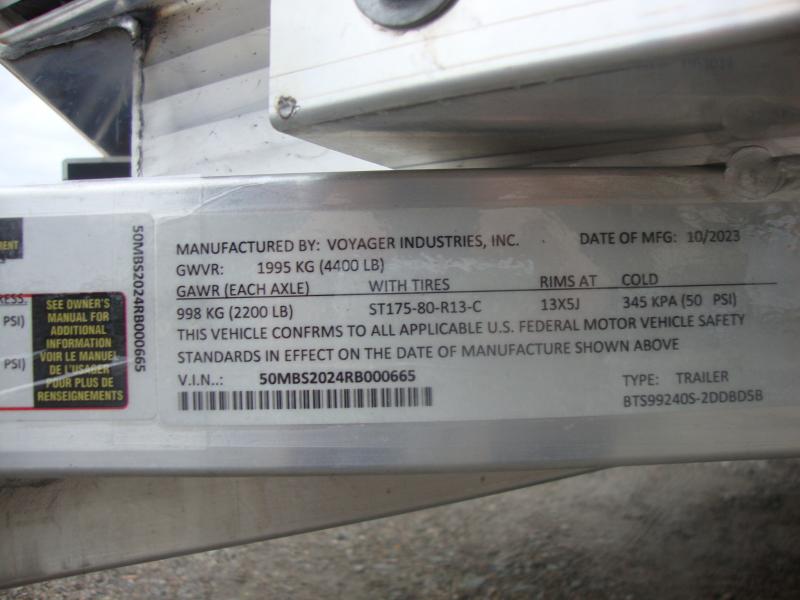 MENT
RESS.
PSI)
PSI)
SEE OWNER'S
MANUAL FOR
ADDITIONAL
INFORMATION
VOIR LE MANUEL
DE L'USAGER
POUR PLUS DE
RENSEIGNEMENTS
50MBS2024RB000665
MANUFACTURED BY: VOYAGER INDUSTRIES, INC. DATE OF MFG: 10/2023
GWVR: 1995 KG (4400 LB)
GAWR (EACH AXLE) WITH TIRES RIMS AT COLD
998 KG (2200 LB) ST175-80-R13-C 13X5J 345 KPA (50 PSI)
THIS VEHICLE CONFRMS TO ALL APPLICABLE U.S. FEDERAL MOTOR VEHICLE SAFETY
STANDARDS IN EFFECT ON THE DATE OF MANUFACTURE SHOWN ABOVE
V.I.N..: 50MBS2024RB000665 TYPE: TRAILER
BTS99240S-2DDBD5B